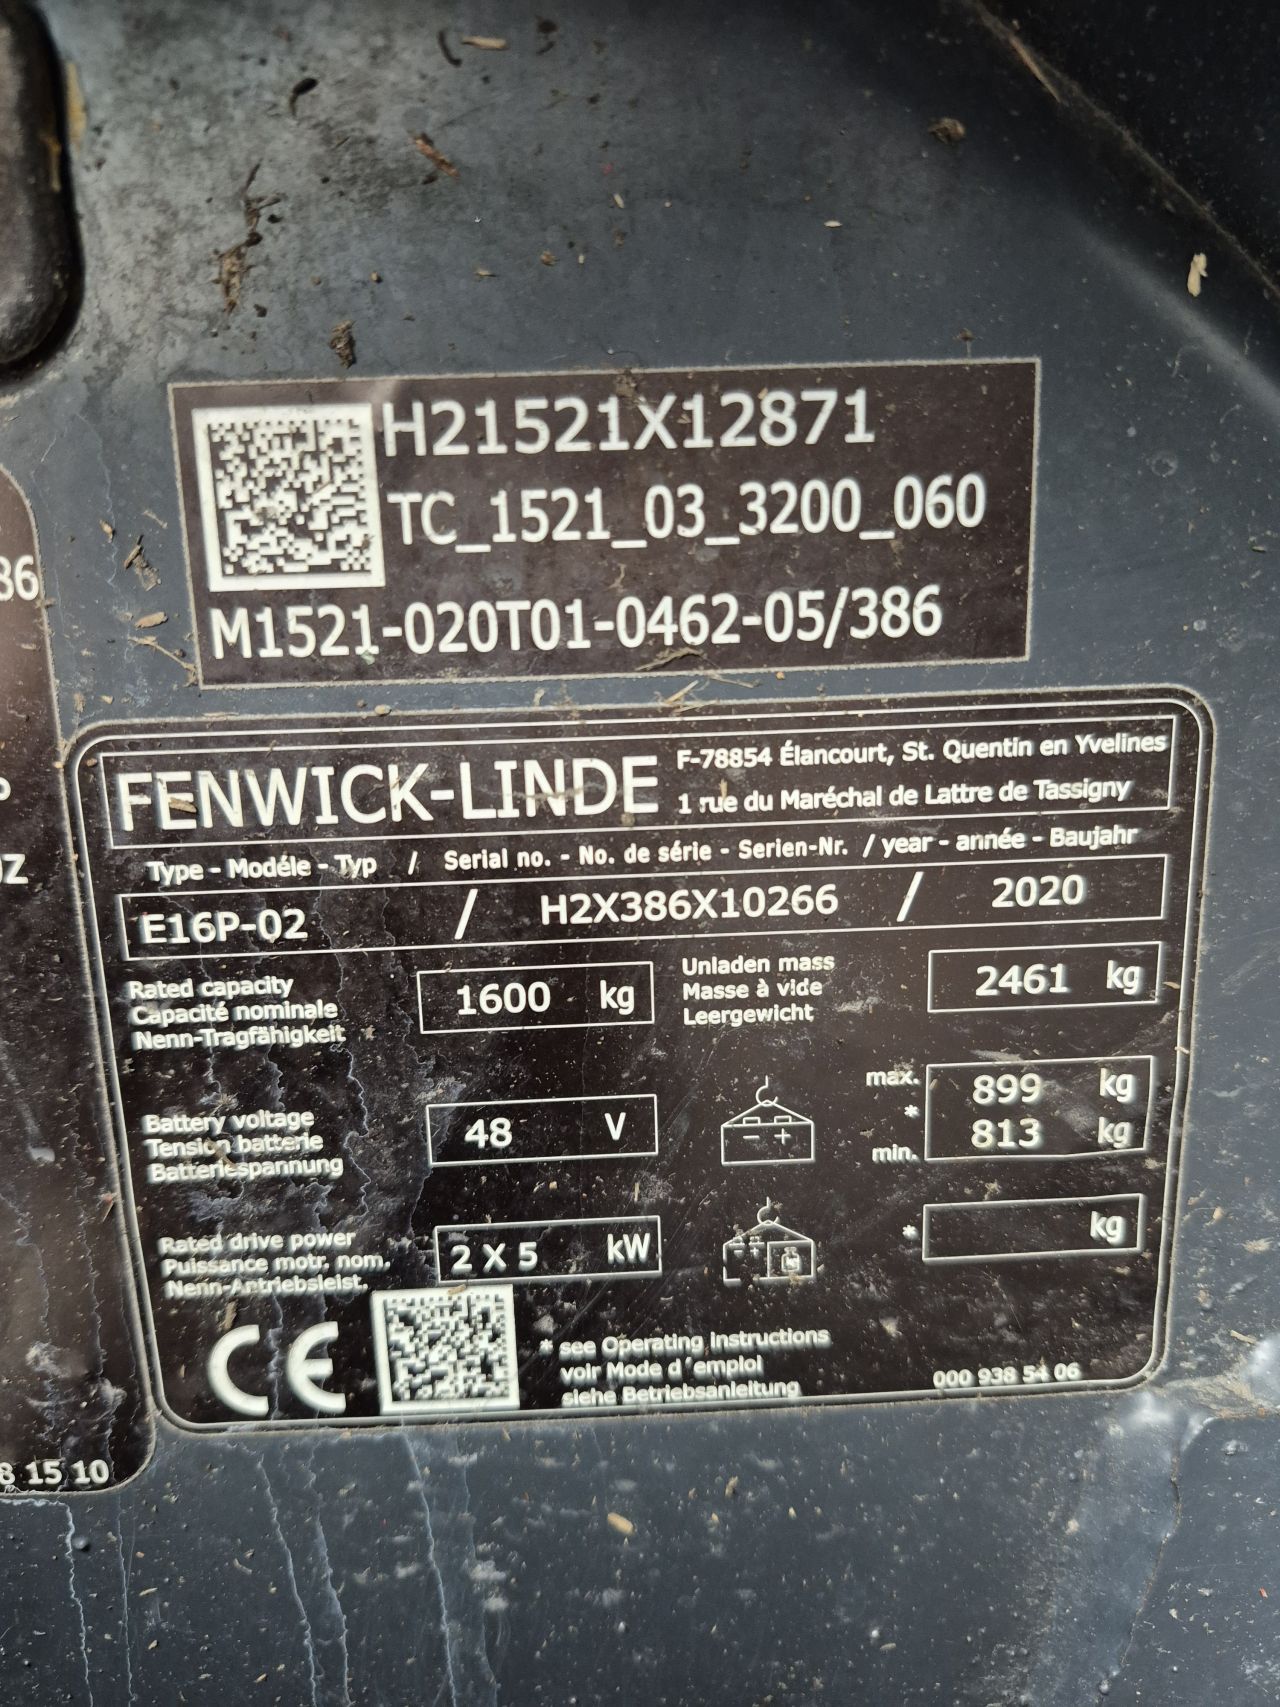 H21521X12871
TC_1521_03_3200_060
M1521-020T01-0462-05/386
86
FENWICK-LINDE
F-78854 Élancourt, St. Quentin en Yvelines
1 rue du Maréchal de Lattre de Tassigny
Type - Modéle - Typ / Serial no. - No. de série - Serien-Nr. / year - année - Baujahr
E16P-02 / H2X386X10266 / 2020
Rated capacity
Capacité nominale
Nenn-Tragfähigkeit
1600 kg
Unladen mass
Masse à vide
Leergewicht
2461 kg
Battery voltage
Tension batterie
Batteriespannung
48 V
- +
max.
*
min.
899 kg
813 kg
Rated drive power
Puissance motr. nom.
Nenn-Antriebsleist.
2 X 5 kW
- +
kg
* kg
CE
* see Operating Instructions
voir Mode d'emploi
siehe Betriebsanleitung
000 938 54 06
8 15 10